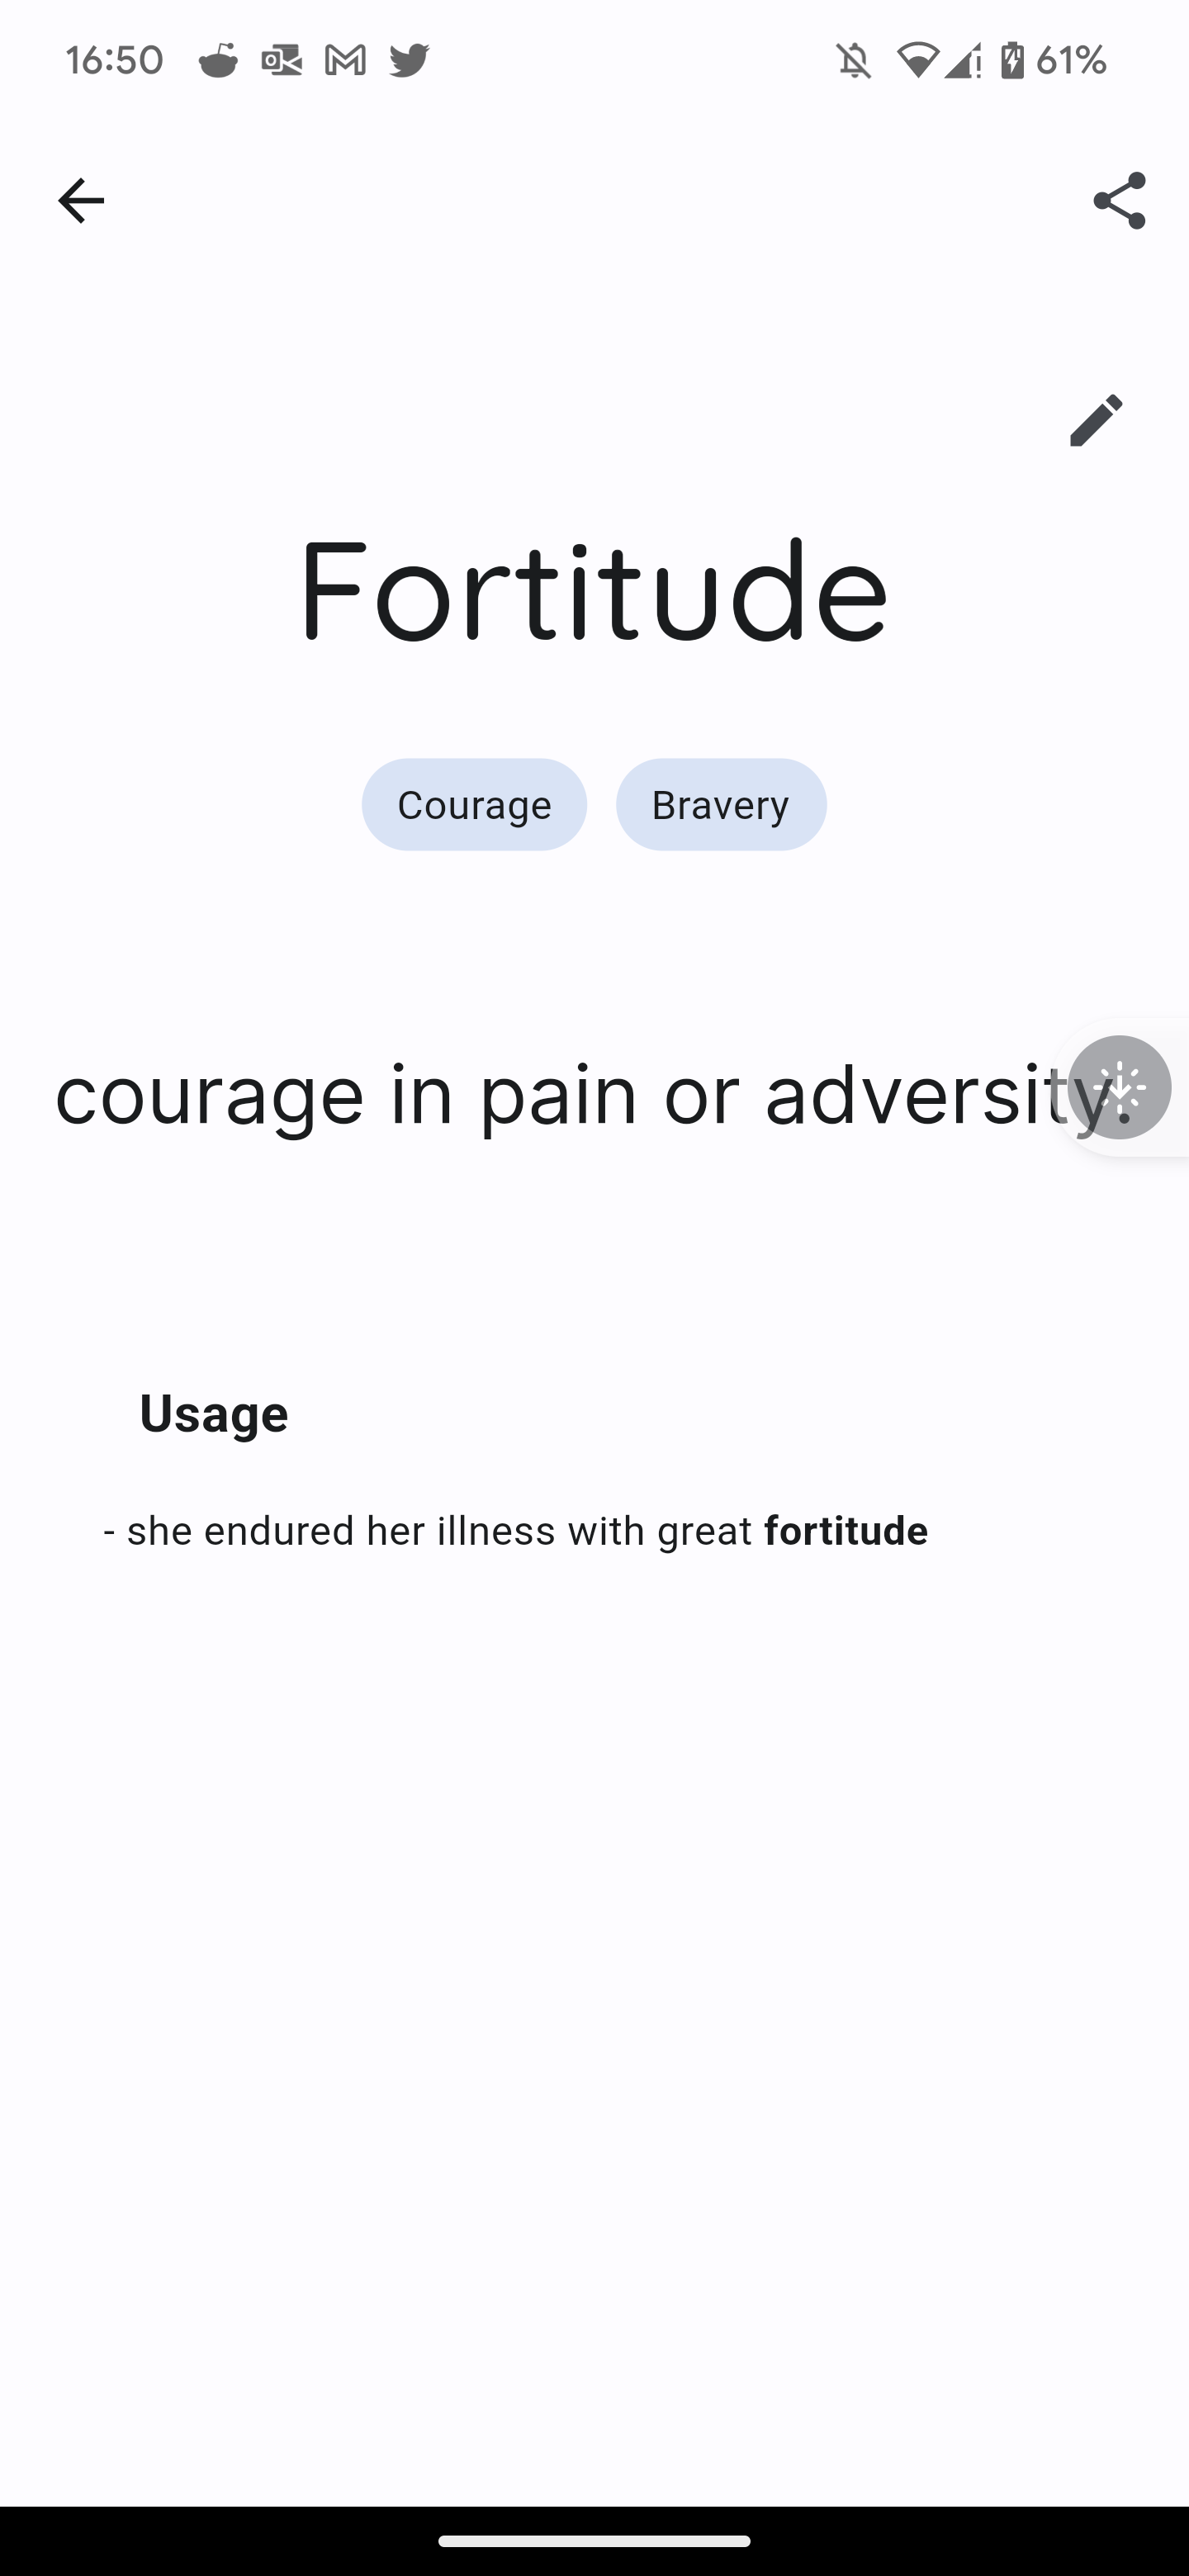 16:50 61%
Fortitude
Courage Bravery
courage in pain or adversity.
Usage
- she endured her illness with great fortitude